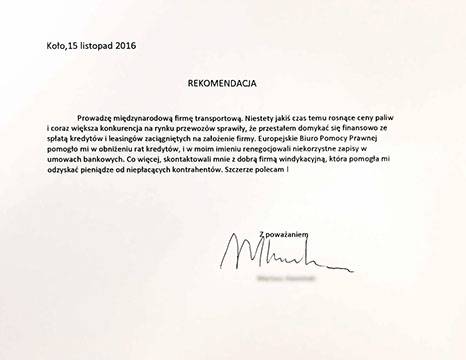 Koło,15 listopad 2016
REKOMENDACJA
Prowadzę międzynarodową firmę transportową. Niestety jakiś czas temu rosnące ceny paliw
i coraz większa konkurencja na rynku przewozów sprawiły, że przestałem domykać się finansowo ze
spłatą kredytów i leasingów zaciągniętych na założenie firmy. Europejskie Biuro Pomocy Prawnej
pomogło mi w obniżeniu rat kredytu, i w moim imieniu renegocjowali niekorzystne zapisy w
umowach bankowych. Co więcej, skontaktowali mnie z dobrą firmą windykacyjną, która pomogła mi
odzyskać pieniądze od niepłacących kontrahentów. Szczerze polecam !
Z poważaniem